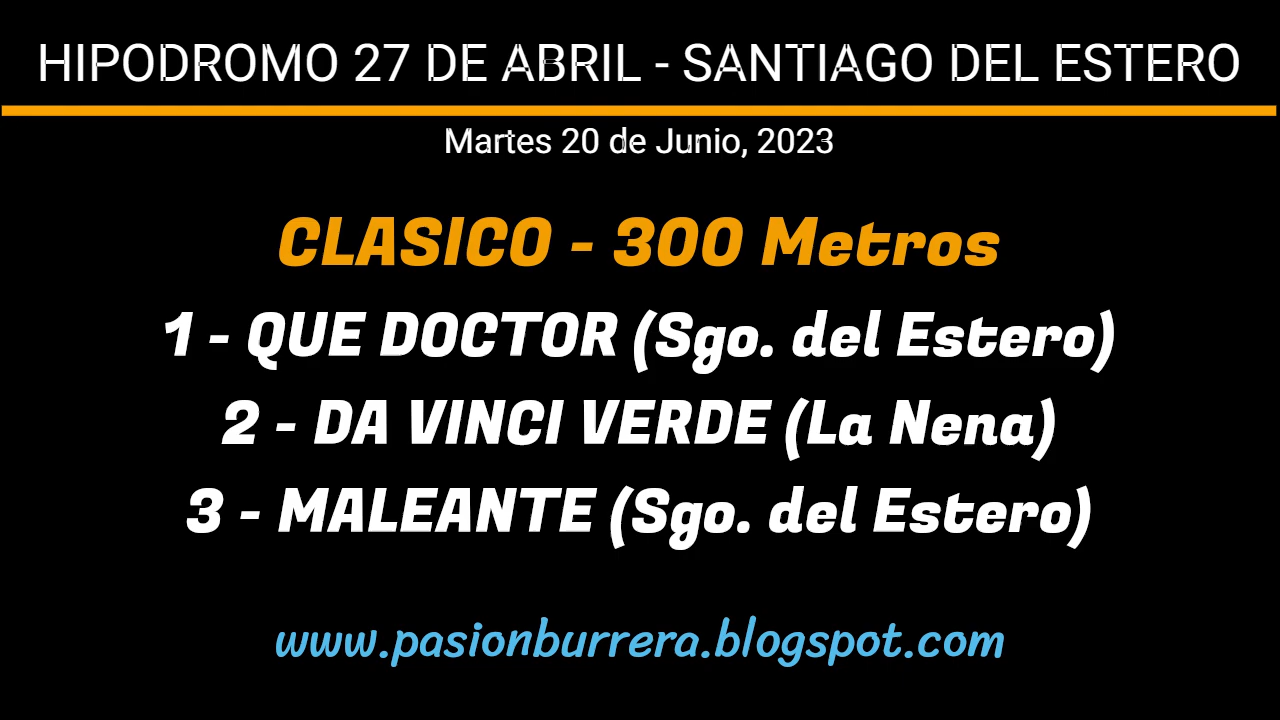 HIPODROMO 27 DE ABRIL - SANTIAGO DEL ESTERO
Martes 20 de Junio, 2023
CLASICO - 300 Metros
1 - QUE DOCTOR (Sgo. del Estero)
2 - DA VINCI VERDE (La Nena)
3 - MALEANTE (Sgo. del Estero)
www.pasionburrera.blogspot.com